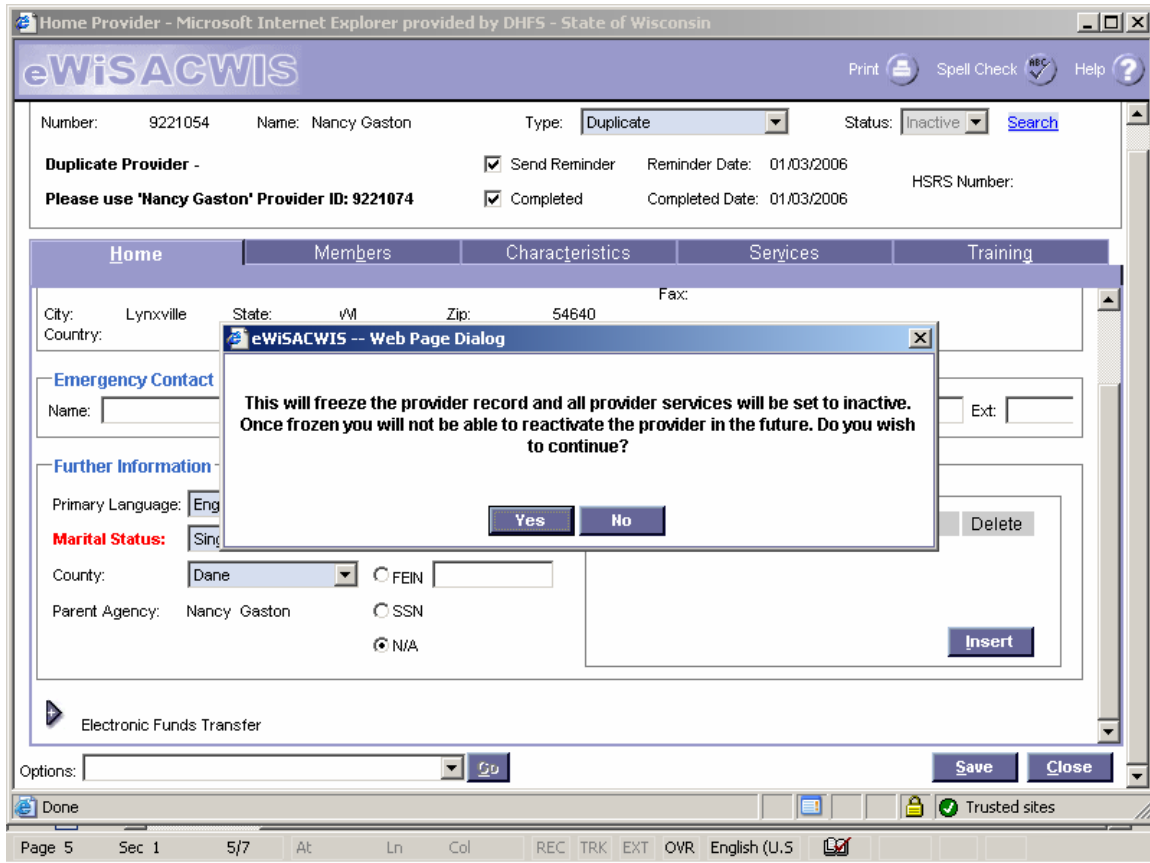 Home Provider - Microsoft Internet Explorer provided by DHFS - State of Wisconsin
eWiSACWIS
Print Spell Check ABC Help ?
Number: 9221054 Name: Nancy Gaston Type: Duplicate Status: Inactive Search
Duplicate Provider - Send Reminder Reminder Date: 01/03/2006
HSRS Number:
Please use 'Nancy Gaston' Provider ID: 9221074 Completed Completed Date: 01/03/2006
Home Members Characteristics Services Training
Fax:
City: Lynxville State: WI Zip: 54640
Country:
eWiSACWIS -- Web Page Dialog
This will freeze the provider record and all provider services will be set to inactive.
Once frozen you will not be able to reactivate the provider in the future. Do you wish
to continue?
Yes No
Emergency Contact
Name: Ext:
Further Information
Primary Language: Eng
Delete
Marital Status: Sing
County: Dane FEIN
Parent Agency: Nancy Gaston SSN
N/A
Insert
Electronic Funds Transfer
Options: Go Save Close
Done Trusted sites
Page 5 Sec 1 5/7 At Ln Col REC TRK EXT OVR English (U.S